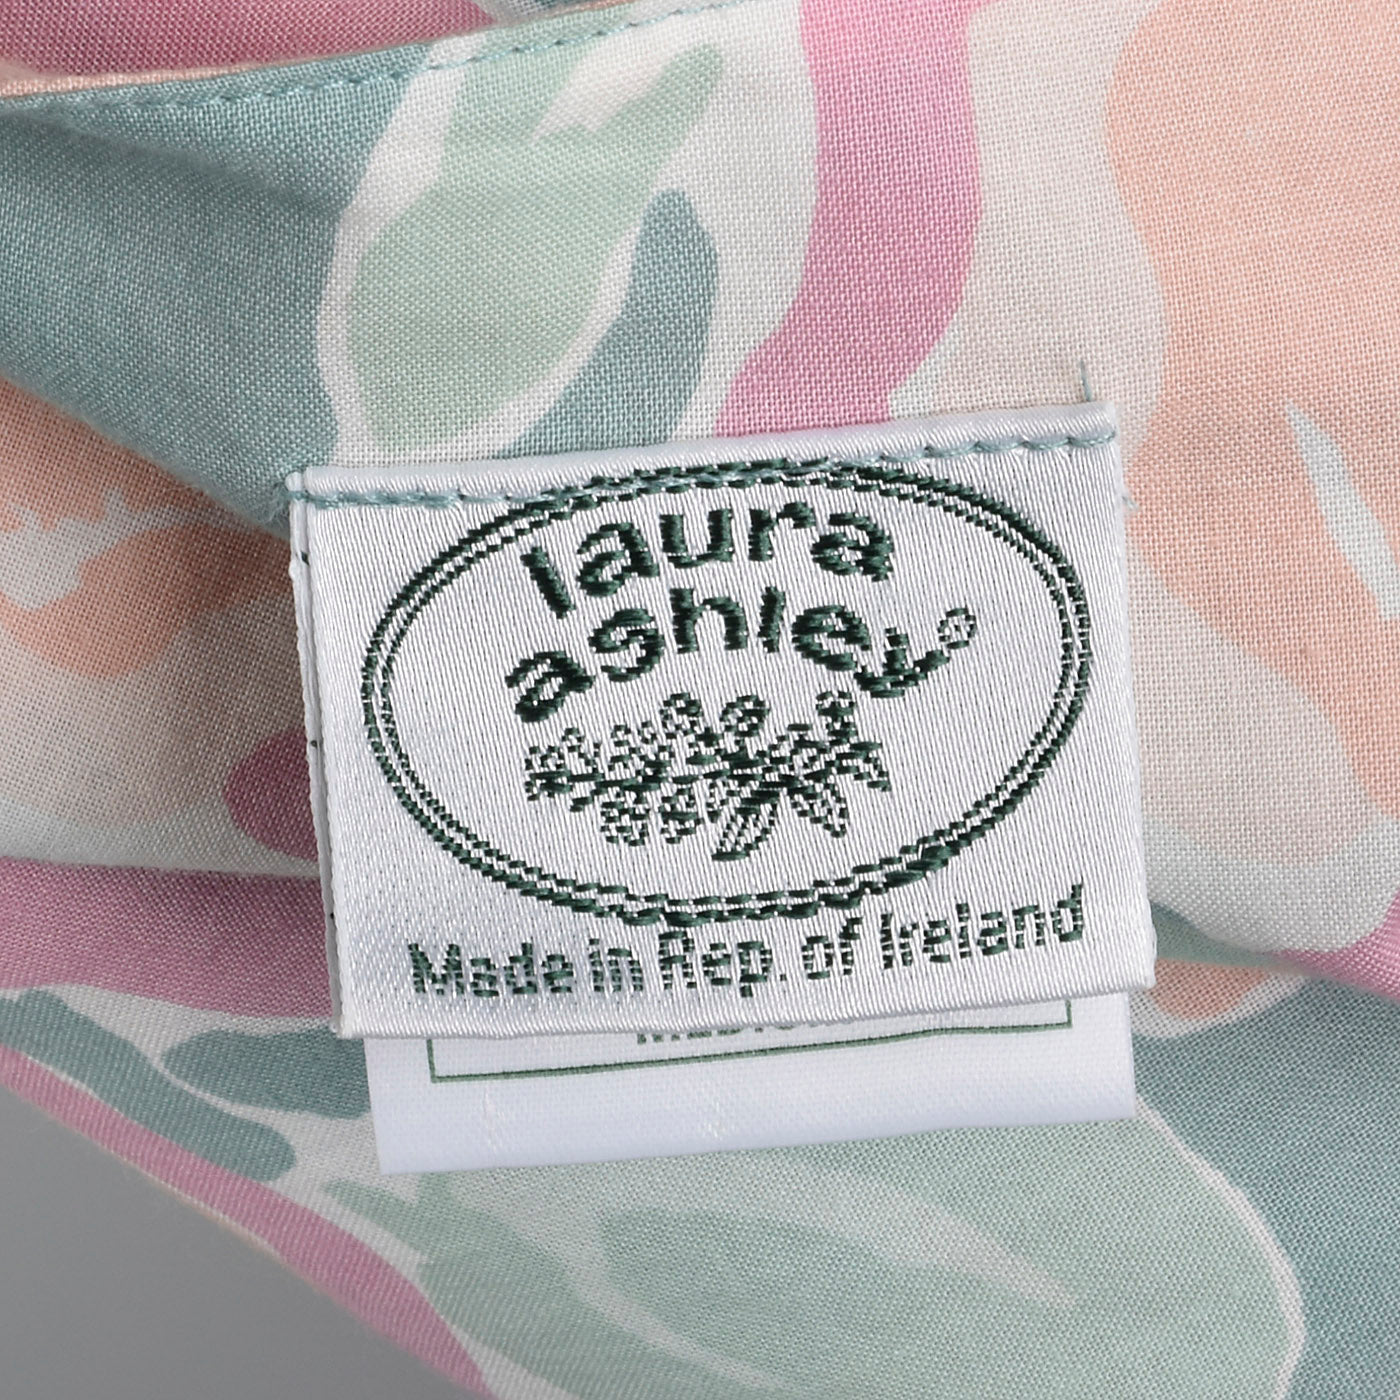 laura
ashley®
Made in Rep. of Ireland